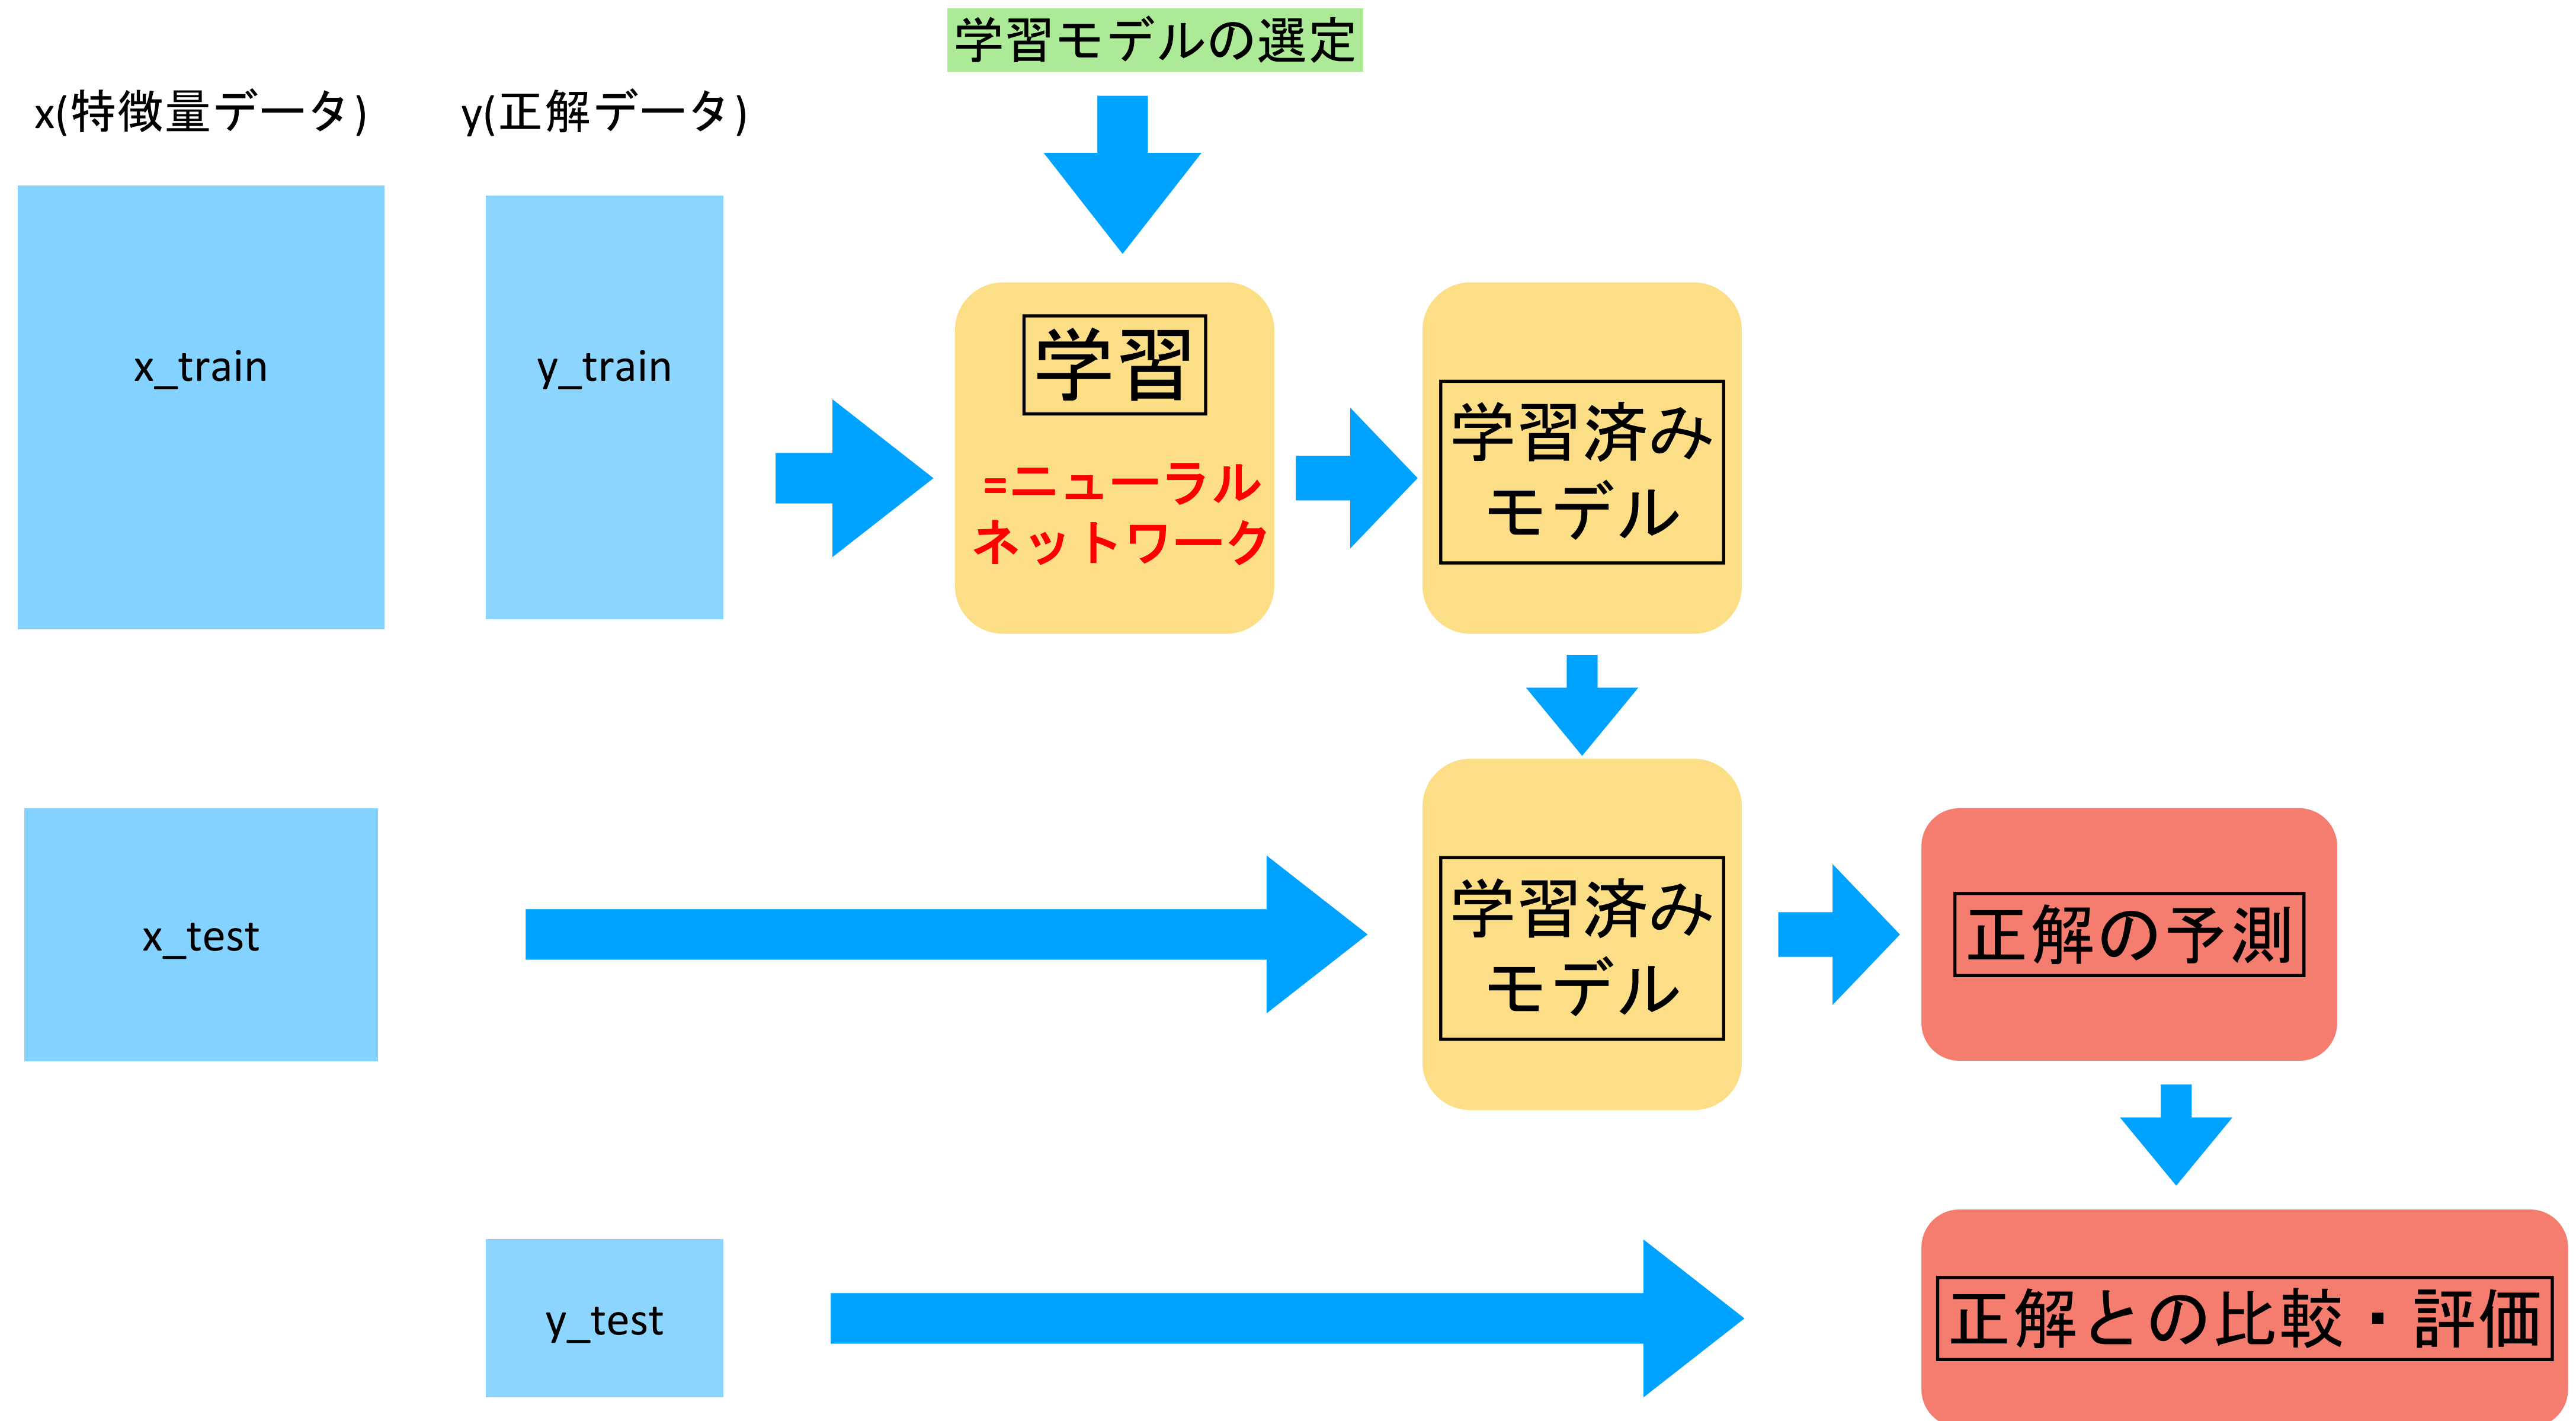 学習モデルの選定
x(特徴量データ)
y(正解データ)
x_train
y_train
学習
=ニューラル
ネットワーク
学習済み
モデル
x_test
学習済み
モデル
正解の予測
y_test
正解との比較・評価